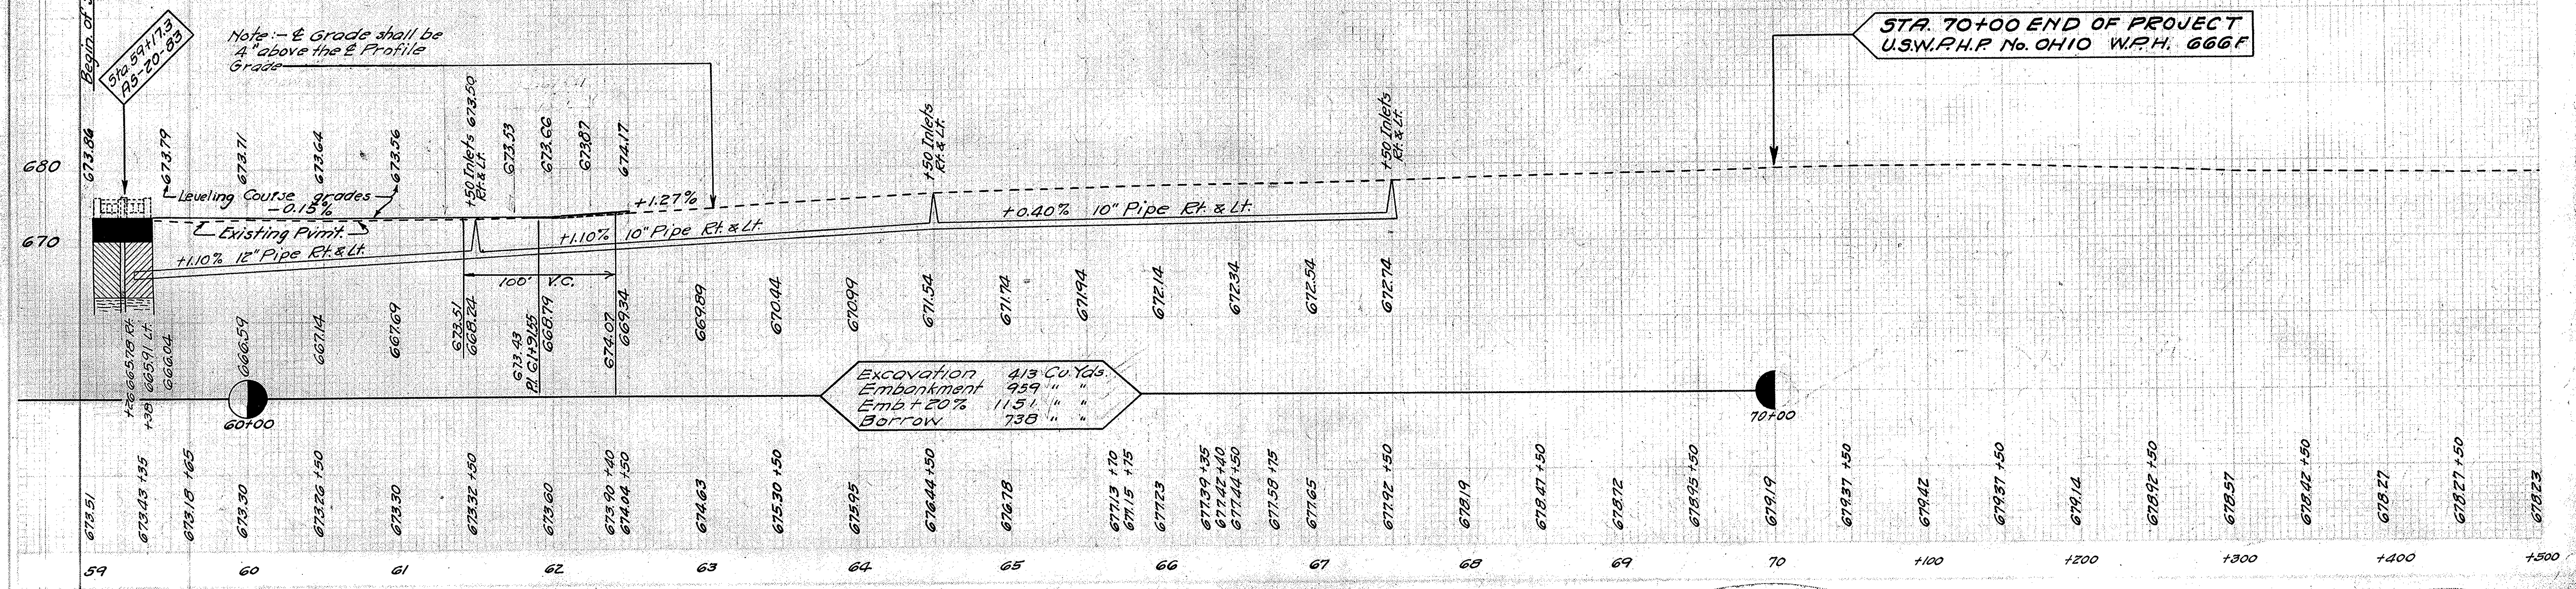 Begin. of
Sta. 59+17.3
AS-20-83
Note:- ₵ Grade shall be
4" above the ₵ Profile
Grade
STA. 70+00 END OF PROJECT
U.S.W.P.H.P. No. OHIO W.P.H. 666F
680
673.86
673.79
673.71
673.64
673.56
+50 Inlets 673.50
Rt. & Lt.
673.53
673.66
673.87
674.17
+50 Inlets
Rt. & Lt.
+50 Inlets
Rt. & Lt.
Leveling Course grades
-0.15%
+1.27%
670
Existing Pvmt.
+1.10% 12" Pipe Rt. & Lt.
+1.10% 10" Pipe Rt. & Lt.
+0.40% 10" Pipe Rt. & Lt.
100' V.C.
+26 665.78 Rt.
+38 665.91 Lt.
666.04
666.59
667.14
667.69
673.51
668.24
673.43
P.I. 61+91.55
668.79
674.07
669.34
669.89
670.44
670.99
671.54
671.74
671.94
672.14
672.34
672.54
672.74
Excavation 413 Cu. Yds.
Embankment 959 " "
Emb. + 20% 1151 " "
Borrow 738 " "
60+00
70+00
673.51
673.43 +35
673.18 +65
673.30
673.26 +50
673.30
673.32 +50
673.60
673.90 +40
674.04 +50
674.63
675.30 +50
675.95
676.44 +50
676.78
677.13 +70
677.15 +75
677.23
677.39 +35
677.42 +40
677.44 +50
677.58 +75
677.65
677.92 +50
678.19
678.47 +50
678.72
678.95 +50
679.19
679.37 +50
679.42
679.37 +50
679.14
678.92 +50
678.57
678.42 +50
678.27
678.27 +50
678.23
59 60 61 62 63 64 65 66 67 68 69 70 +100 +200 +300 +400 +500